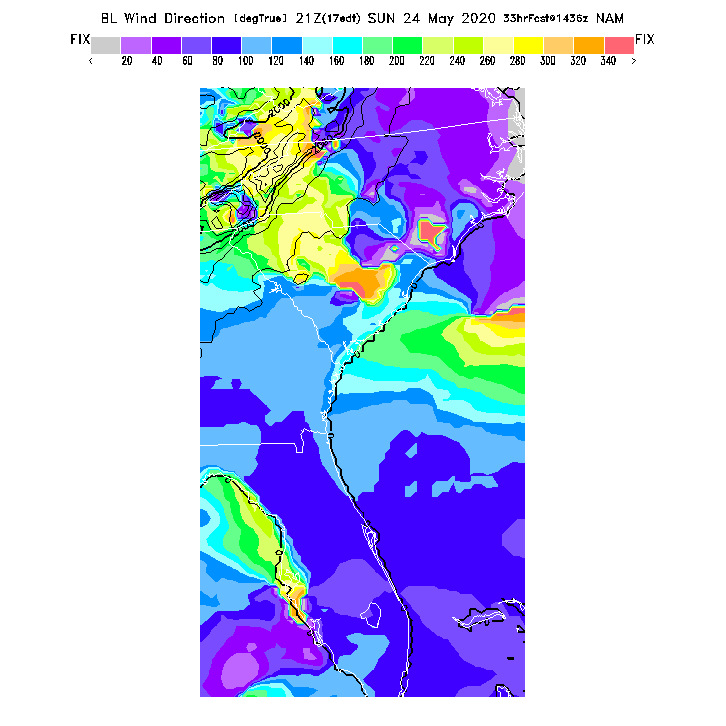 BL Wind Direction [degTrue] 21Z(17edt) SUN 24 May 2020 33hrFcst@1436z NAM
FIX FIX
< 20 40 60 80 100 120 140 160 180 200 220 240 260 280 300 320 340 >
2000